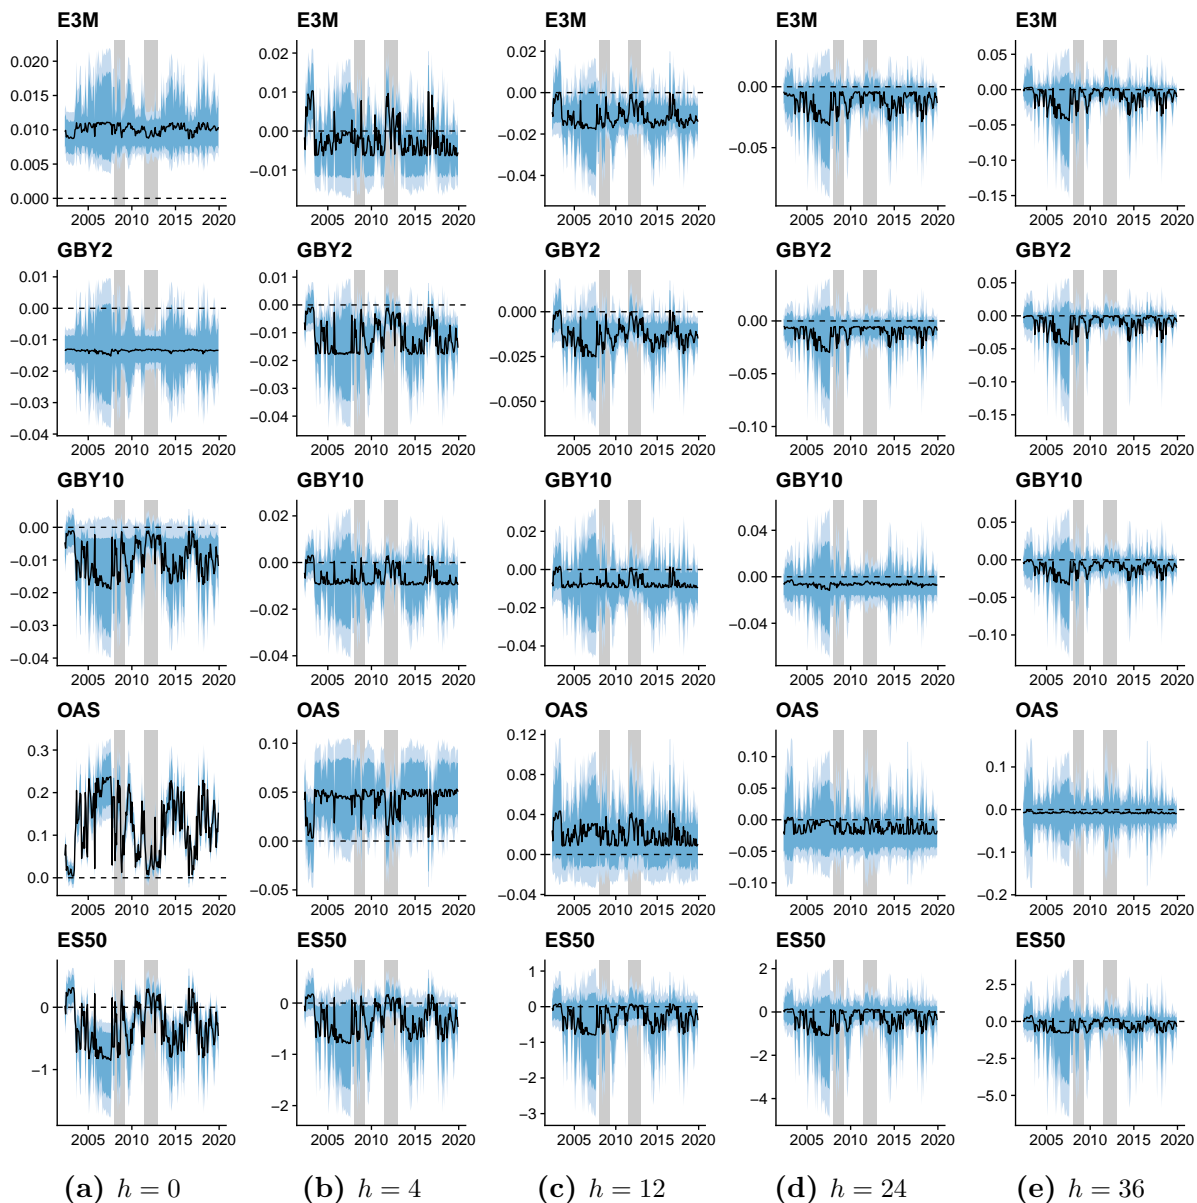 E3M E3M E3M E3M E3M
0.020 0.02 0.02 0.00 0.05
0.015 0.01 0.00 −0.05 0.00
0.010 0.00 −0.02 −0.05
0.005 −0.01 −0.04 −0.10
0.000 −0.15
2005 2010 2015 2020 2005 2010 2015 2020 2005 2010 2015 2020 2005 2010 2015 2020 2005 2010 2015 2020
GBY2 GBY2 GBY2 GBY2 GBY2
0.01 0.01 0.000 0.05 0.05
0.00 0.00 −0.025 0.00 0.00
−0.01 −0.01 −0.050 −0.05 −0.05
−0.02 −0.02 −0.10 −0.10
−0.03 −0.03 −0.15
−0.04 −0.04
2005 2010 2015 2020 2005 2010 2015 2020 2005 2010 2015 2020 2005 2010 2015 2020 2005 2010 2015 2020
GBY10 GBY10 GBY10 GBY10 GBY10
0.00 0.02 0.02 0.04 0.05
−0.01 0.00 0.00 0.00 0.00
−0.02 −0.02 −0.02 −0.04 −0.05
−0.03 −0.04 −0.04 −0.10
−0.04
2005 2010 2015 2020 2005 2010 2015 2020 2005 2010 2015 2020 2005 2010 2015 2020 2005 2010 2015 2020
OAS OAS OAS OAS OAS
0.3 0.10 0.12 0.10 0.1
0.2 0.05 0.08 0.05 0.0
0.1 0.00 0.04 0.00 −0.1
0.0 −0.05 0.00 −0.05 −0.2
−0.04 −0.10
2005 2010 2015 2020 2005 2010 2015 2020 2005 2010 2015 2020 2005 2010 2015 2020 2005 2010 2015 2020
ES50 ES50 ES50 ES50 ES50
0 0 1 2 2.5
−1 −1 0 0 0.0
−2 −1 −2 −2.5
−2 −4 −5.0
−3
2005 2010 2015 2020 2005 2010 2015 2020 2005 2010 2015 2020 2005 2010 2015 2020 2005 2010 2015 2020
(a) h = 0 (b) h = 4 (c) h = 12 (d) h = 24 (e) h = 36